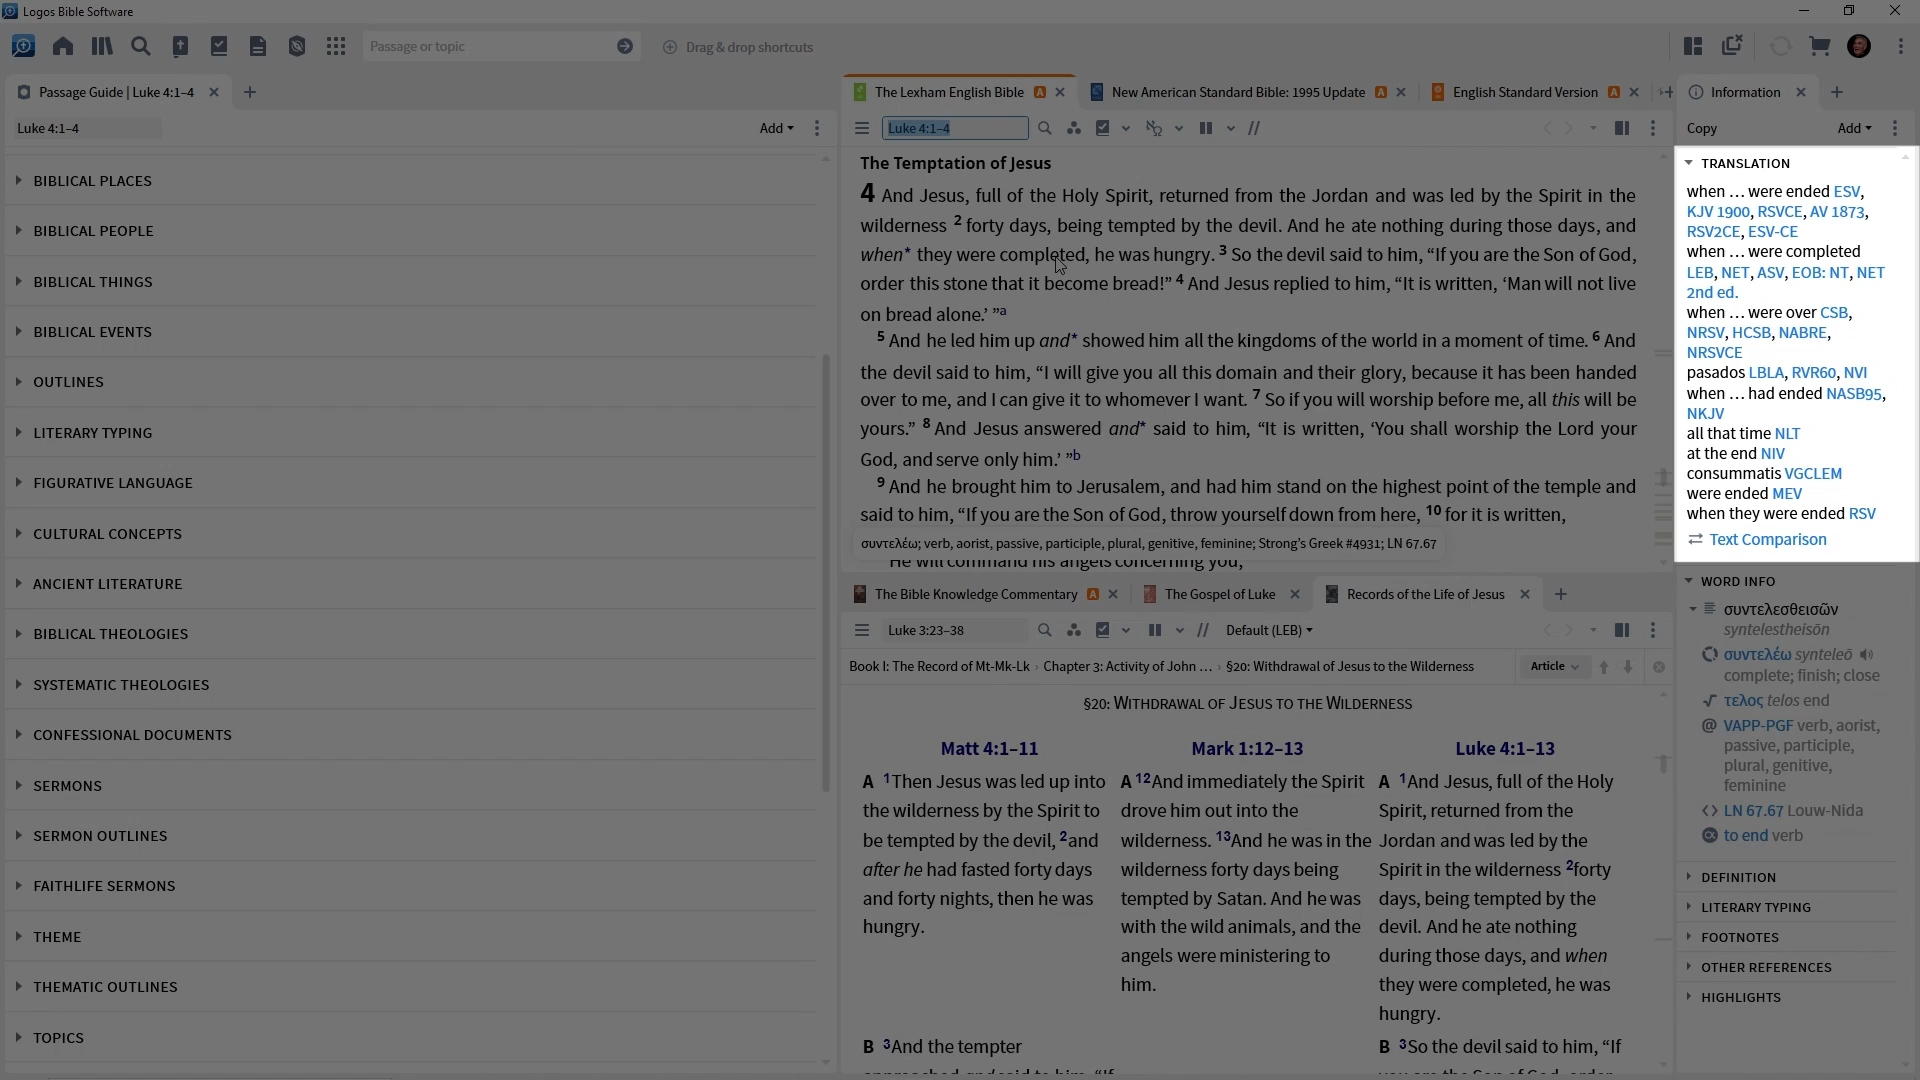 Logos Bible Software
Passage or topic
Drag & drop shortcuts
Passage Guide | Luke 4:1–4
Luke 4:1–4
Add
BIBLICAL PLACES
BIBLICAL PEOPLE
BIBLICAL THINGS
BIBLICAL EVENTS
OUTLINES
LITERARY TYPING
FIGURATIVE LANGUAGE
CULTURAL CONCEPTS
ANCIENT LITERATURE
BIBLICAL THEOLOGIES
SYSTEMATIC THEOLOGIES
CONFESSIONAL DOCUMENTS
SERMONS
SERMON OUTLINES
FAITHLIFE SERMONS
THEME
THEMATIC OUTLINES
TOPICS
The Lexham English Bible A
New American Standard Bible: 1995 Update A
English Standard Version A
Luke 4:1–4
The Temptation of Jesus
4 And Jesus, full of the Holy Spirit, returned from the Jordan and was led by the Spirit in the
wilderness 2 forty days, being tempted by the devil. And he ate nothing during those days, and
when* they were completed, he was hungry. 3 So the devil said to him, “If you are the Son of God,
order this stone that it become bread!” 4 And Jesus replied to him, “It is written, ‘Man will not live
on bread alone.’ ”a
5 And he led him up and* showed him all the kingdoms of the world in a moment of time. 6 And
the devil said to him, “I will give you all this domain and their glory, because it has been handed
over to me, and I can give it to whomever I want. 7 So if you will worship before me, all this will be
yours.” 8 And Jesus answered and* said to him, “It is written, ‘You shall worship the Lord your
God, and serve only him.’ ”b
9 And he brought him to Jerusalem, and had him stand on the highest point of the temple and
said to him, “If you are the Son of God, throw yourself down from here, 10 for it is written,
συντελέω; verb, aorist, passive, participle, plural, genitive, feminine; Strong’s Greek #4931; LN 67.67
He will command his angels concerning you,
The Bible Knowledge Commentary A
The Gospel of Luke
Records of the Life of Jesus
Luke 3:23–38
Default (LEB)
Book I: The Record of Mt-Mk-Lk › Chapter 3: Activity of John ... › §20: Withdrawal of Jesus to the Wilderness
Article
§20: WITHDRAWAL OF JESUS TO THE WILDERNESS
Matt 4:1–11
A 1Then Jesus was led up into
the wilderness by the Spirit to
be tempted by the devil, 2and
after he had fasted forty days
and forty nights, then he was
hungry.
B 3And the tempter
approached and said to him, “If
Mark 1:12–13
A 12And immediately the Spirit
drove him out into the
wilderness. 13And he was in the
wilderness forty days being
tempted by Satan. And he was
with the wild animals, and the
angels were ministering to
him.
Luke 4:1–13
A 1And Jesus, full of the Holy
Spirit, returned from the
Jordan and was led by the
Spirit in the wilderness 2forty
days, being tempted by the
devil. And he ate nothing
during those days, and when
they were completed, he was
hungry.
B 3So the devil said to him, “If
you are the Son of God, order
Information
Copy
Add
TRANSLATION
when … were ended ESV,
KJV 1900, RSVCE, AV 1873,
RSV2CE, ESV-CE
when … were completed
LEB, NET, ASV, EOB: NT, NET
2nd ed.
when … were over CSB,
NRSV, HCSB, NABRE,
NRSVCE
pasados LBLA, RVR60, NVI
when … had ended NASB95,
NKJV
all that time NLT
at the end NIV
consummatis VGCLEM
were ended MEV
when they were ended RSV
Text Comparison
WORD INFO
συντελεσθεισῶν
syntelestheisōn
συντελέω synteleō
complete; finish; close
τελος telos end
@ VAPP-PGF verb, aorist,
passive, participle,
plural, genitive,
feminine
LN 67.67 Louw-Nida
to end verb
DEFINITION
LITERARY TYPING
FOOTNOTES
OTHER REFERENCES
HIGHLIGHTS